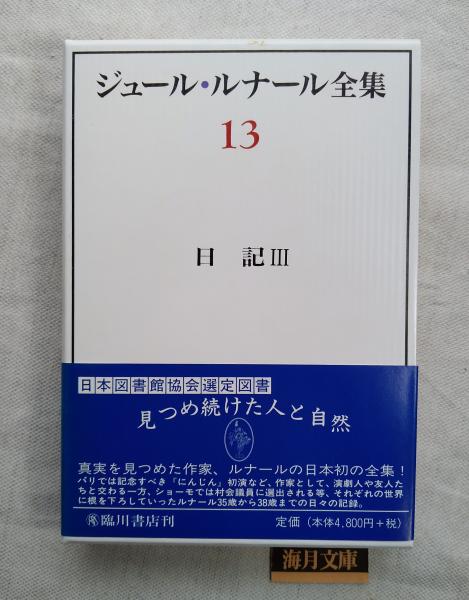 ジュール・ルナール全集
13
日 記 III
日本図書館協会選定図書
見つめ続けた人と自然
真実を見つめた作家、ルナールの日本初の全集!
パリでは記念すべき「にんじん」初演など、作家として、演劇人や友人た
ちと交わる一方、ショーモでは村会議員に選出される等、それぞれの世界
に根を下ろしていったルナール35歳から38歳までの日々の記録。
臨川書店刊
定価(本体4,800円+税)
海月文庫